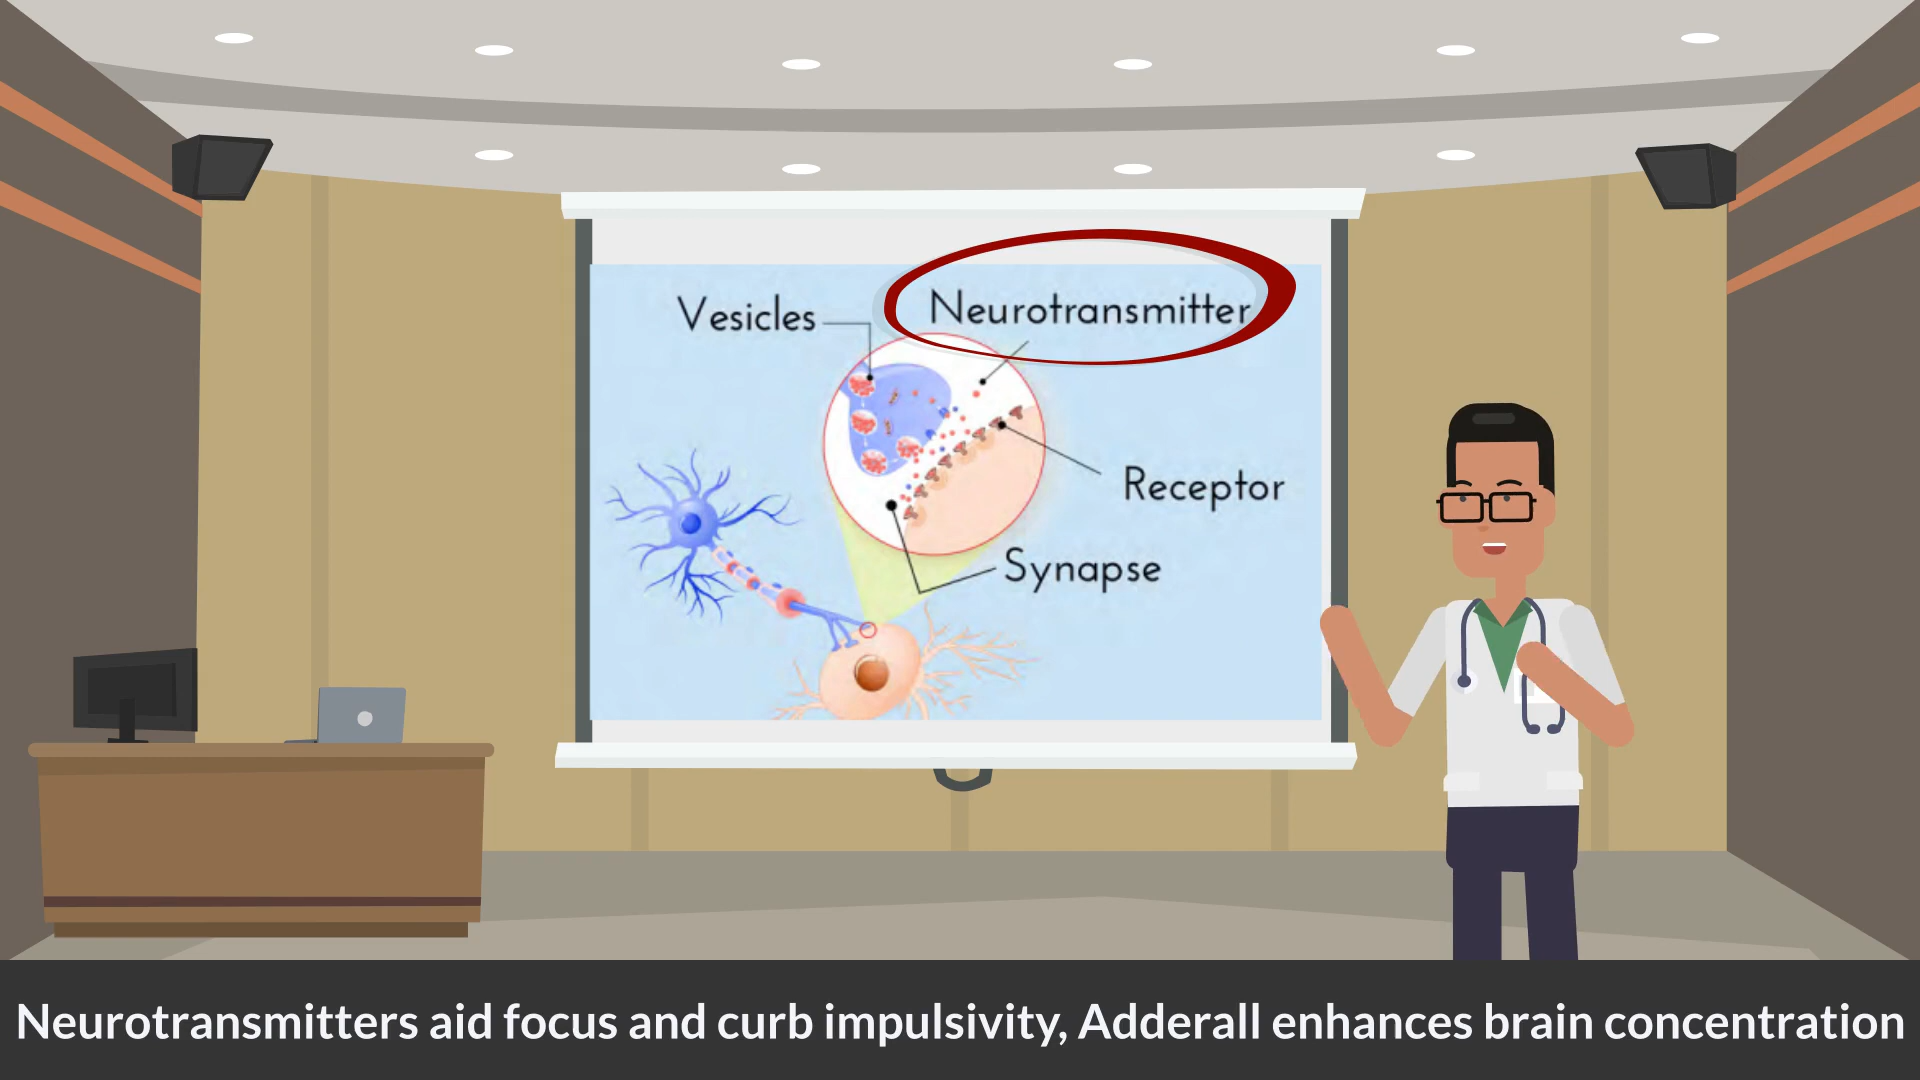 Vesicles
Neurotransmitter
Receptor
Synapse
Neurotransmitters aid focus and curb impulsivity, Adderall enhances brain concentration